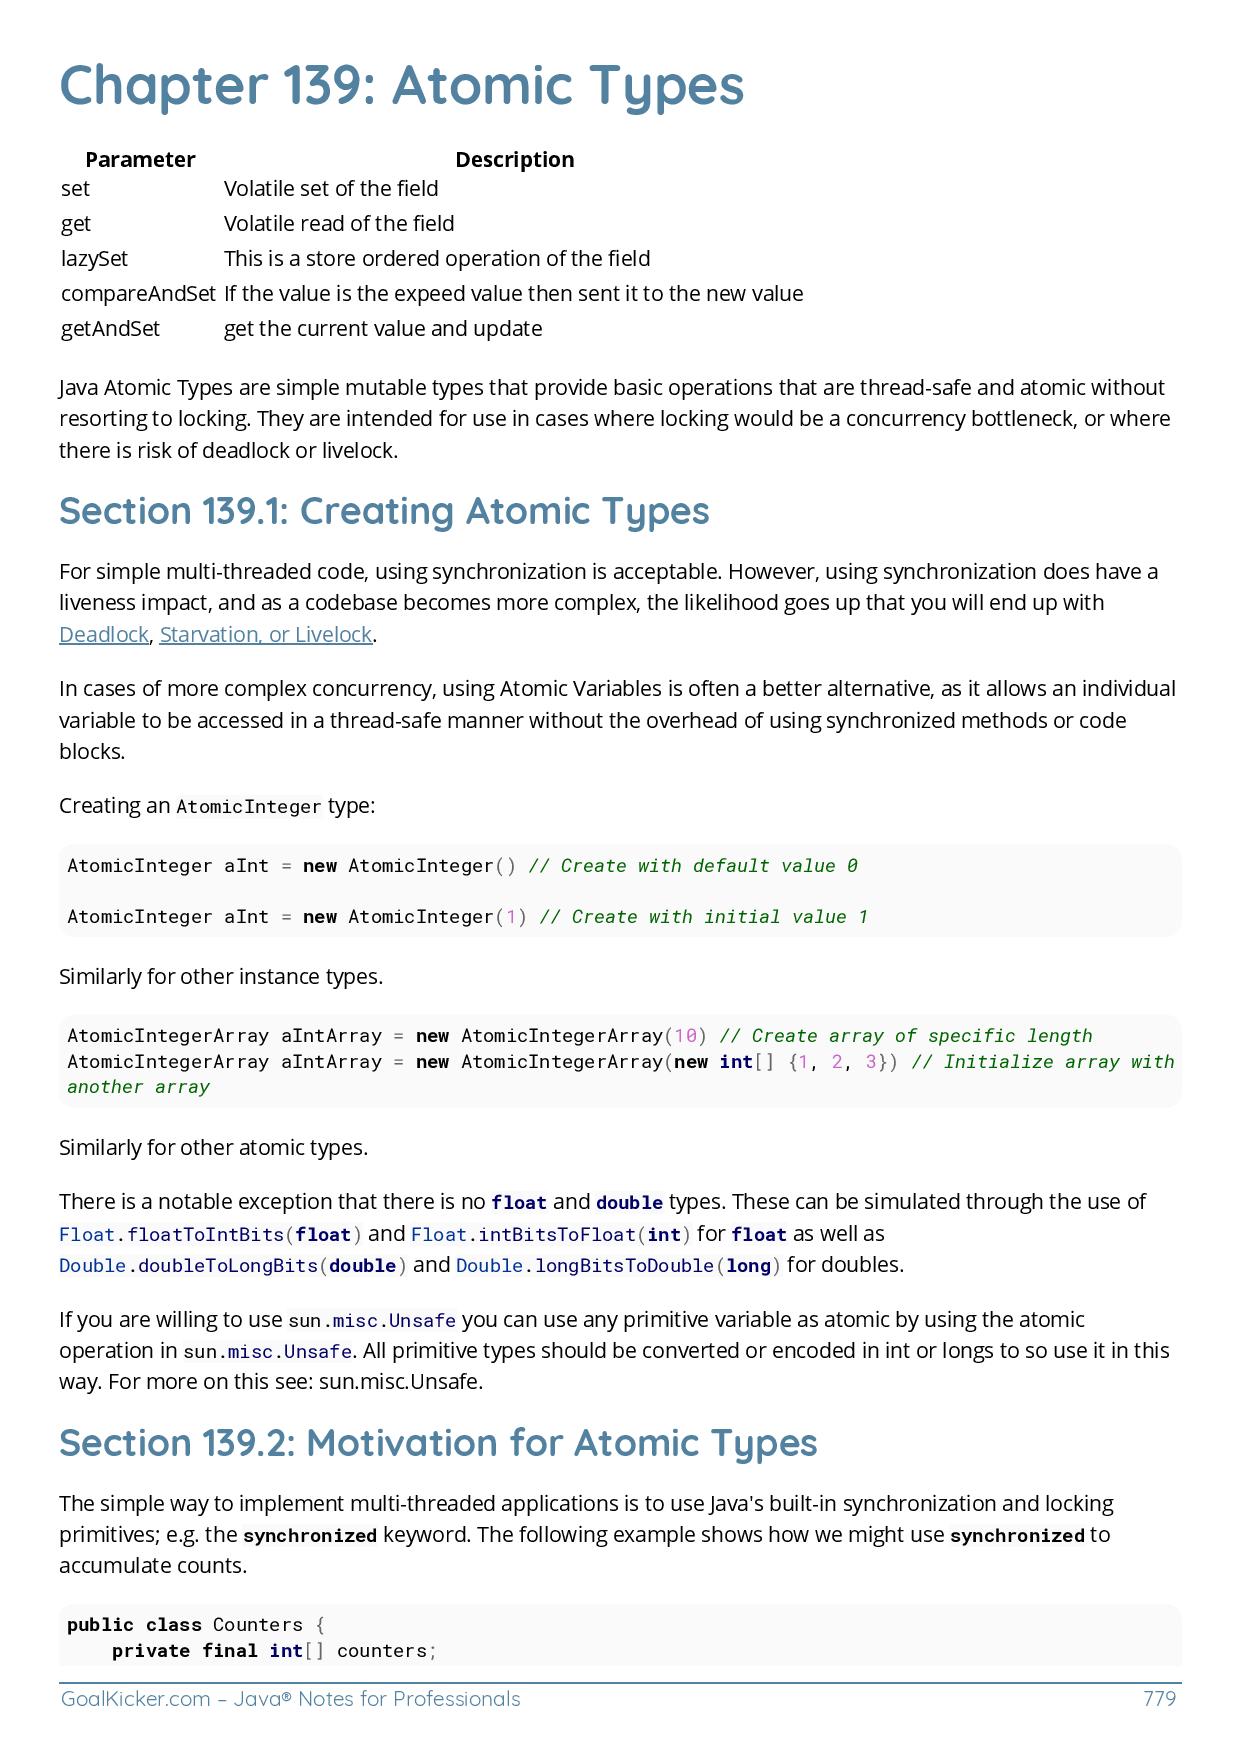 Chapter 139: Atomic Types
Parameter Description
set Volatile set of the field
get Volatile read of the field
lazySet This is a store ordered operation of the field
compareAndSet If the value is the expeed value then sent it to the new value
getAndSet get the current value and update
Java Atomic Types are simple mutable types that provide basic operations that are thread-safe and atomic without
resorting to locking. They are intended for use in cases where locking would be a concurrency bottleneck, or where
there is risk of deadlock or livelock.
Section 139.1: Creating Atomic Types
For simple multi-threaded code, using synchronization is acceptable. However, using synchronization does have a
liveness impact, and as a codebase becomes more complex, the likelihood goes up that you will end up with
Deadlock, Starvation, or Livelock.
In cases of more complex concurrency, using Atomic Variables is often a better alternative, as it allows an individual
variable to be accessed in a thread-safe manner without the overhead of using synchronized methods or code
blocks.
Creating an AtomicInteger type:
AtomicInteger aInt = new AtomicInteger() // Create with default value 0
AtomicInteger aInt = new AtomicInteger(1) // Create with initial value 1
Similarly for other instance types.
AtomicIntegerArray aIntArray = new AtomicIntegerArray(10) // Create array of specific length
AtomicIntegerArray aIntArray = new AtomicIntegerArray(new int[] {1, 2, 3}) // Initialize array with
another array
Similarly for other atomic types.
There is a notable exception that there is no float and double types. These can be simulated through the use of
Float.floatToIntBits(float) and Float.intBitsToFloat(int) for float as well as
Double.doubleToLongBits(double) and Double.longBitsToDouble(long) for doubles.
If you are willing to use sun.misc.Unsafe you can use any primitive variable as atomic by using the atomic
operation in sun.misc.Unsafe. All primitive types should be converted or encoded in int or longs to so use it in this
way. For more on this see: sun.misc.Unsafe.
Section 139.2: Motivation for Atomic Types
The simple way to implement multi-threaded applications is to use Java's built-in synchronization and locking
primitives; e.g. the synchronized keyword. The following example shows how we might use synchronized to
accumulate counts.
public class Counters {
    private final int[] counters;
GoalKicker.com – Java® Notes for Professionals 779